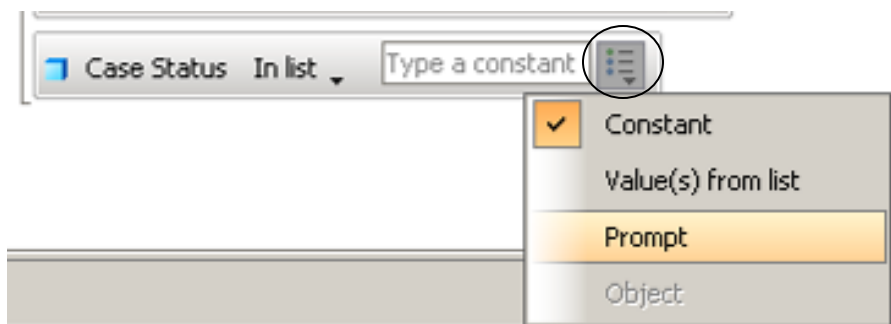 Case Status In list Type a constant
Constant
Value(s) from list
Prompt
Object